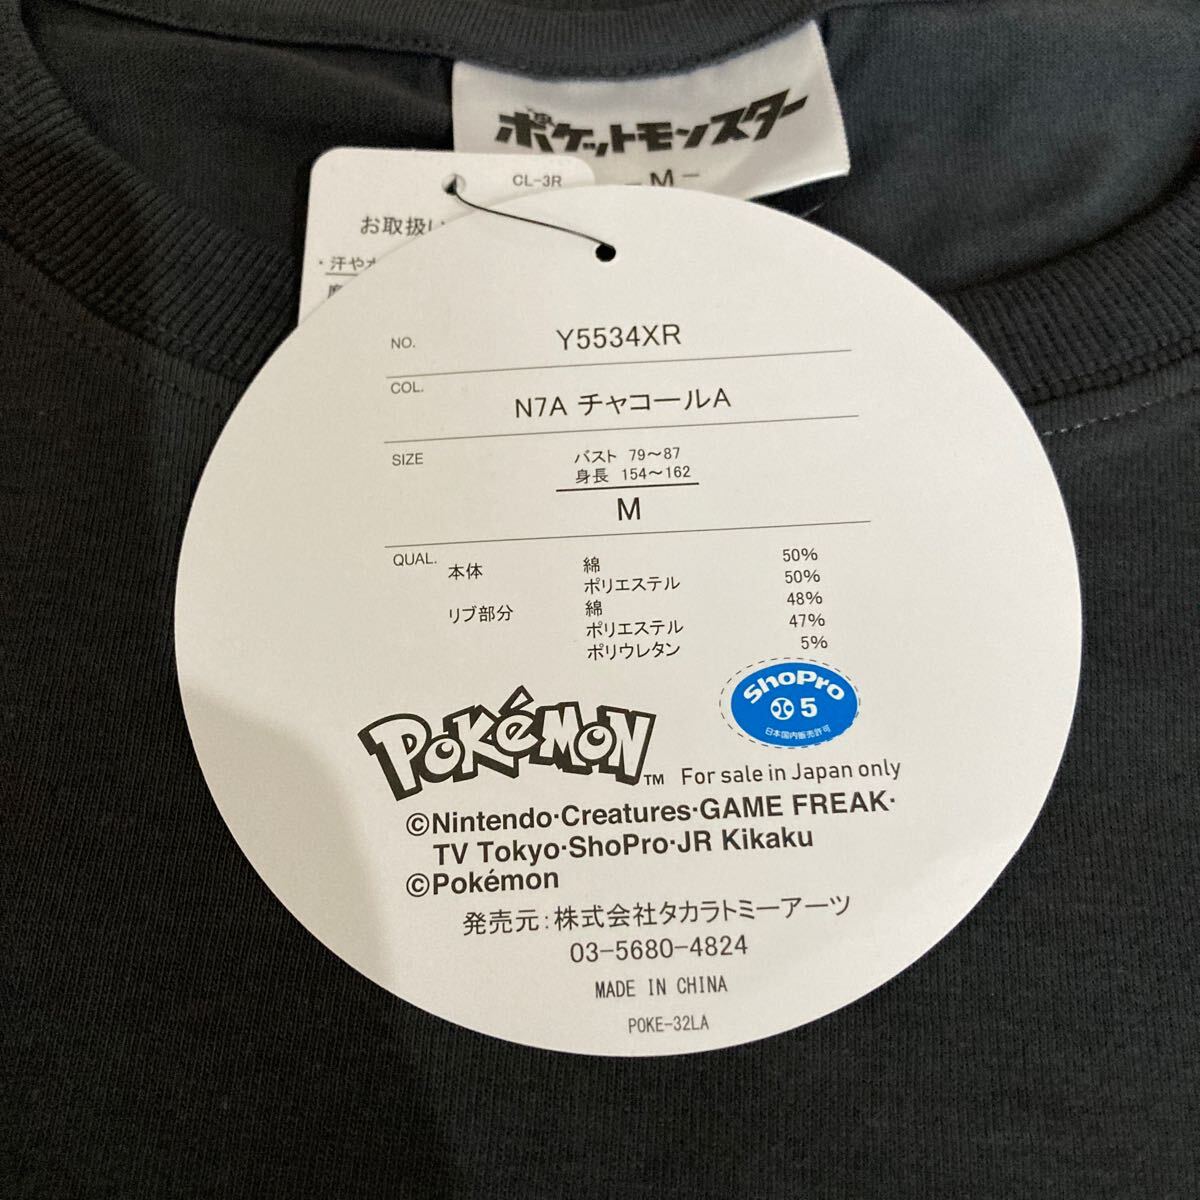 ポケットモンスター
-M-
CL-3R
お取扱い
・汗や
NO. Y5534XR
COL. N7A チャコールA
SIZE バスト 79～87
身長 154～162
M
QUAL. 本体 綿 50%
ポリエステル 50%
リブ部分 綿 48%
ポリエステル 47%
ポリウレタン 5%
ShoPro
5
日本国内販売許可
POKéMON™ For sale in Japan only
©Nintendo·Creatures·GAME FREAK·
TV Tokyo·ShoPro·JR Kikaku
©Pokémon
発売元：株式会社タカラトミーアーツ
03-5680-4824
MADE IN CHINA
POKE-32LA